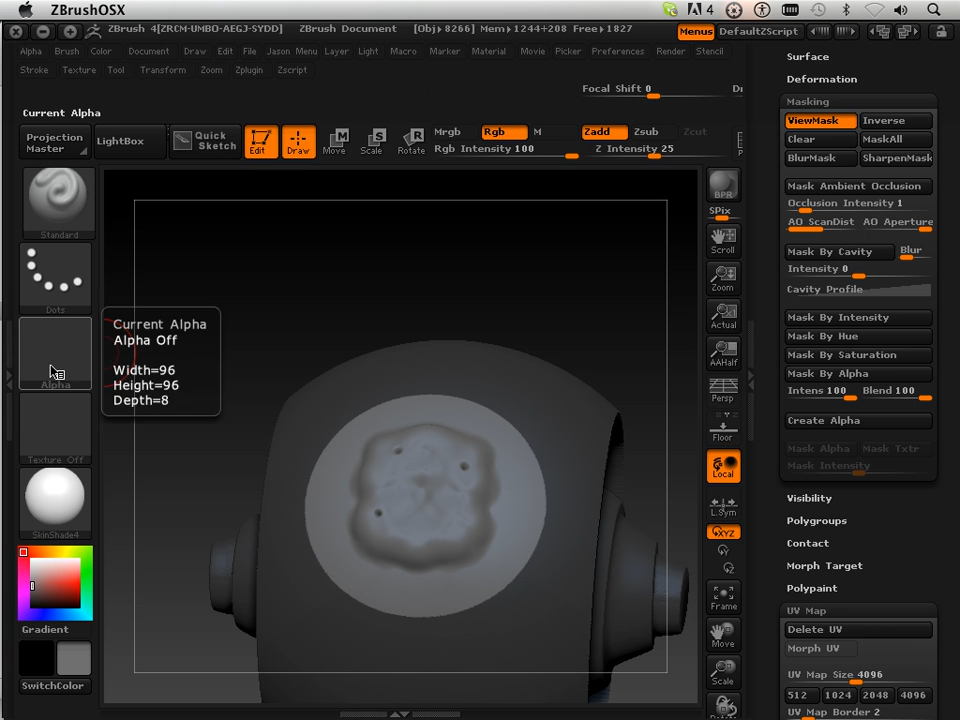 ZBrushOSX
4
ZBrush 4[ZRCM-UMBO-AEGJ-SYDD] ZBrush Document [Obj▸8266] Mem▸1244+208 Free▸1827 Menus DefaultZScript
Alpha Brush Color Document Draw Edit File Jason Menu Layer Light Macro Marker Material Movie Picker Preferences Render Stencil
Stroke Texture Tool Transform Zoom Zplugin Zscript
Focal Shift 0
Current Alpha
Projection Master
LightBox
Quick Sketch
Edit
Draw
Move
Scale
Rotate
Mrgb Rgb M
Rgb Intensity 100
Zadd Zsub Zcut
Z Intensity 25
Standard
Dots
Alpha
Current Alpha
Alpha Off
Width=96
Height=96
Depth=8
Texture Off
SkinShade4
Gradient
SwitchColor
BPR
SPix
Scroll
Zoom
Actual
AAHalf
Persp
Floor
Local
L.Sym
XYZ
Frame
Move
Scale
Surface
Deformation
Masking
ViewMask Inverse
Clear MaskAll
BlurMask SharpenMask
Mask Ambient Occlusion
Occlusion Intensity 1
AO ScanDist AO Aperture
Mask By Cavity Blur
Intensity 0
Cavity Profile
Mask By Intensity
Mask By Hue
Mask By Saturation
Mask By Alpha
Intens 100 Blend 100
Create Alpha
Mask Alpha Mask Txtr
Mask Intensity
Visibility
Polygroups
Contact
Morph Target
Polypaint
UV Map
Delete UV
Morph UV
UV Map Size 4096
512 1024 2048 4096
UV Map Border 2